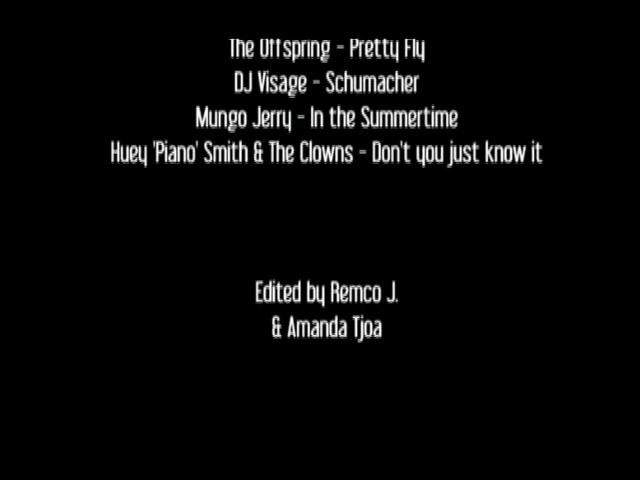 The Offspring - Pretty Fly
DJ Visage - Schumacher
Mungo Jerry - In the Summertime
Huey 'Piano' Smith & The Clowns - Don't you just know it
Edited by Remco J.
& Amanda Tjoa